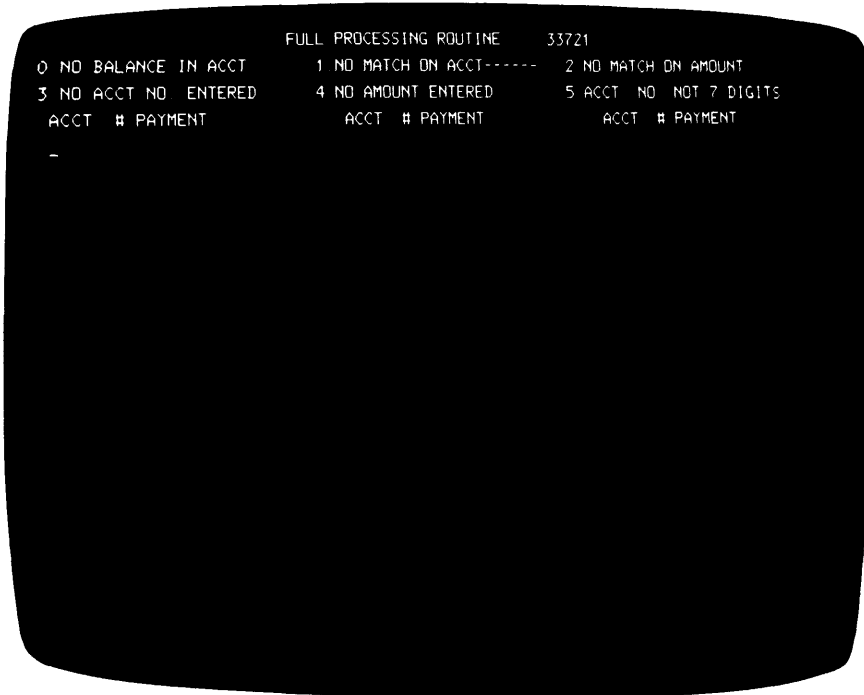 FULL PROCESSING ROUTINE 33721
0 NO BALANCE IN ACCT 1 NO MATCH ON ACCT------ 2 NO MATCH ON AMOUNT
3 NO ACCT NO. ENTERED 4 NO AMOUNT ENTERED 5 ACCT NO NOT 7 DIGITS
ACCT # PAYMENT ACCT # PAYMENT ACCT # PAYMENT
_